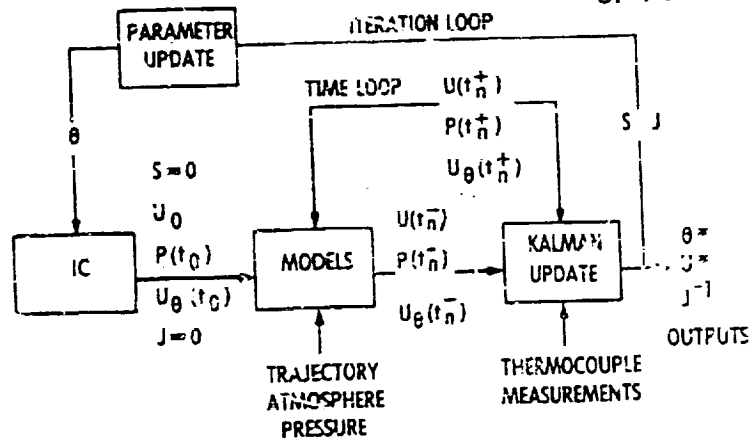 ITERATION LOOP
PARAMETER
UPDATE
TIME LOOP
U(t_n^+)
P(t_n^+)
U_θ(t_n^+)
θ
S J
S=0
U_0
P(t_0)
U_θ(t_0)
J=0
IC
MODELS
U(t_n^-)
P(t_n^-)
U_θ(t_n^-)
KALMAN
UPDATE
θ*
U*
J^-1
OUTPUTS
TRAJECTORY
ATMOSPHERE
PRESSURE
THERMOCOUPLE
MEASUREMENTS